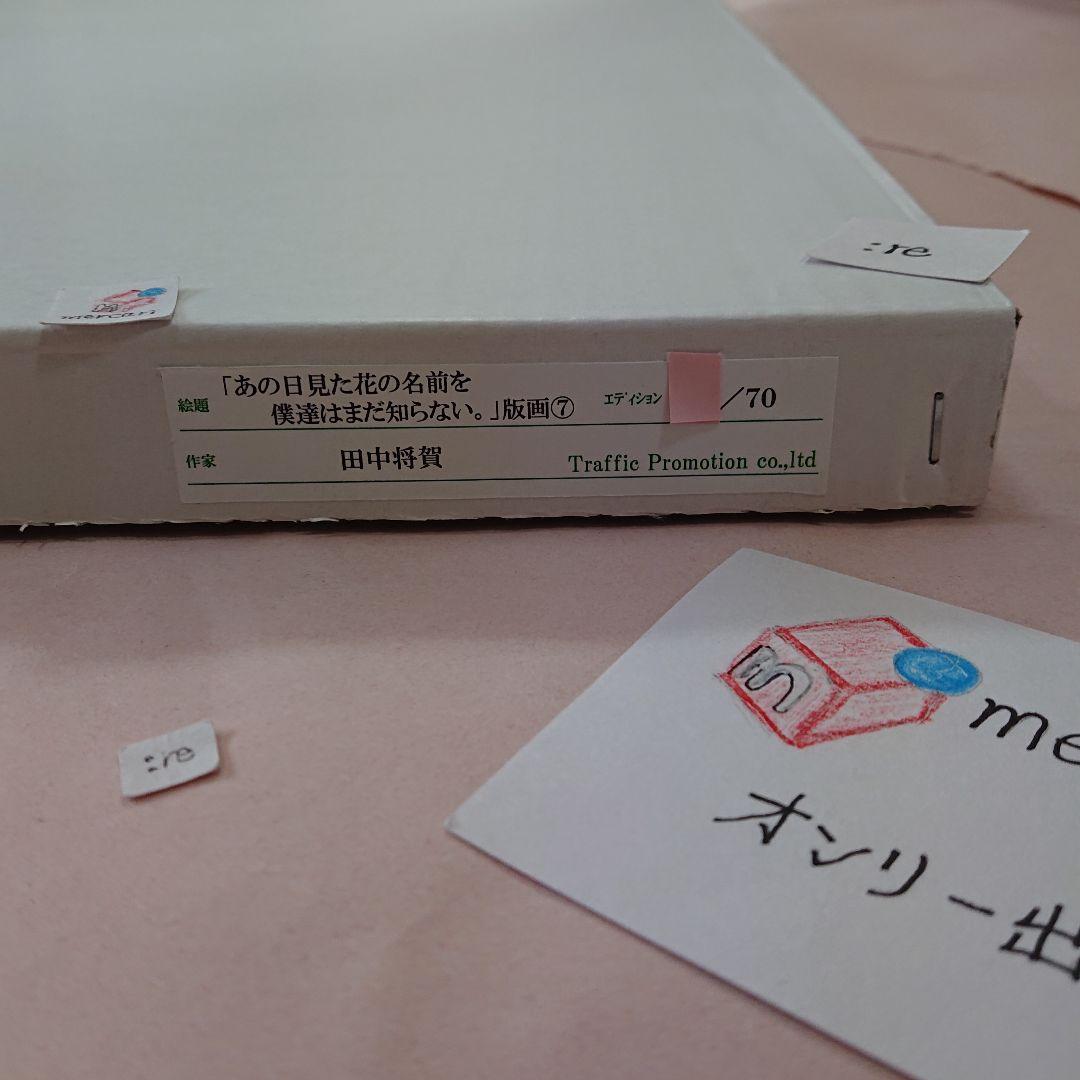 :re
mercari
絵題 「あの日見た花の名前を
僕達はまだ知らない。」版画⑦ エディション /70
作家 田中将賀 Traffic Promotion co.,ltd
:re
me
オンリー出